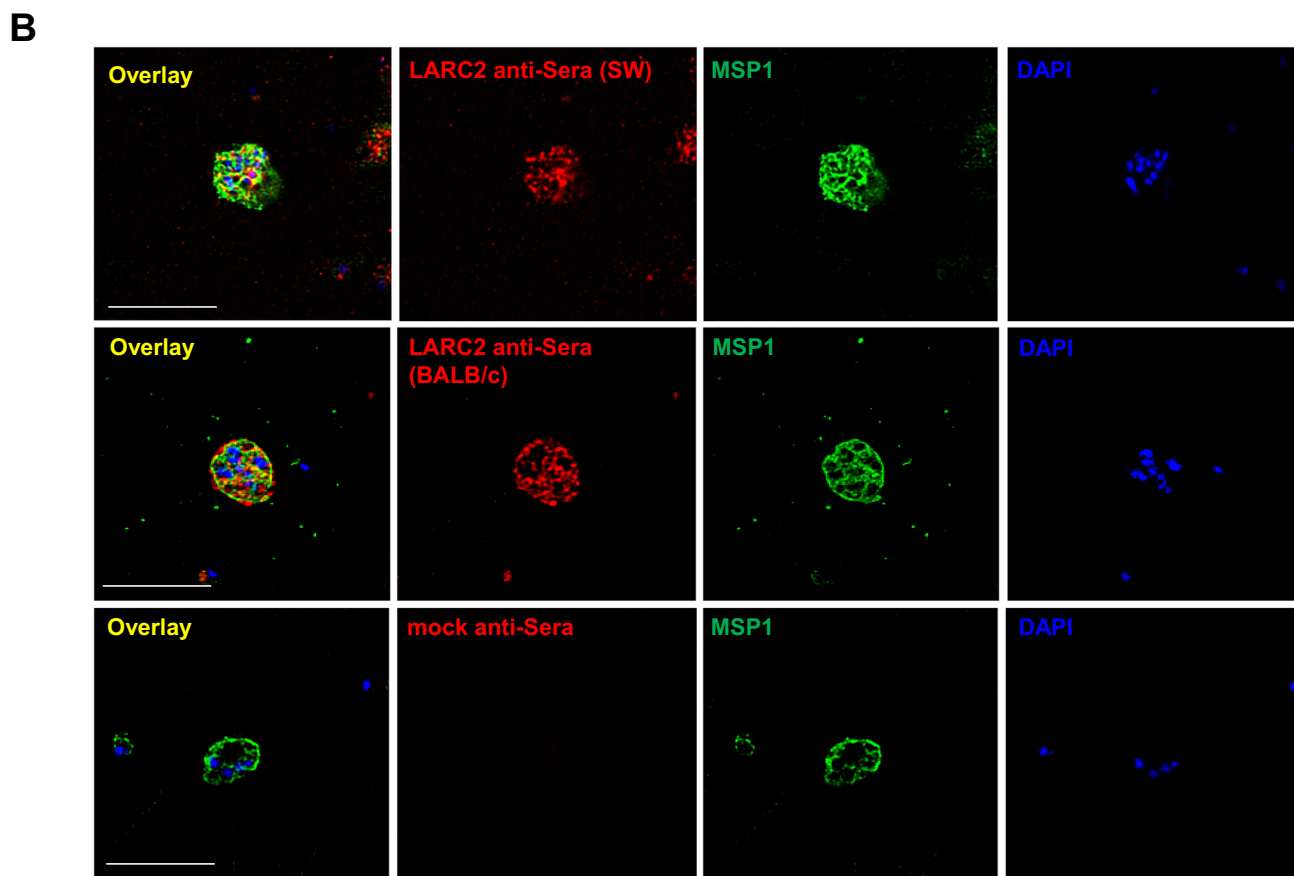 B
Overlay
LARC2 anti-Sera (SW)
MSP1
DAPI
Overlay
LARC2 anti-Sera
(BALB/c)
MSP1
DAPI
Overlay
mock anti-Sera
MSP1
DAPI